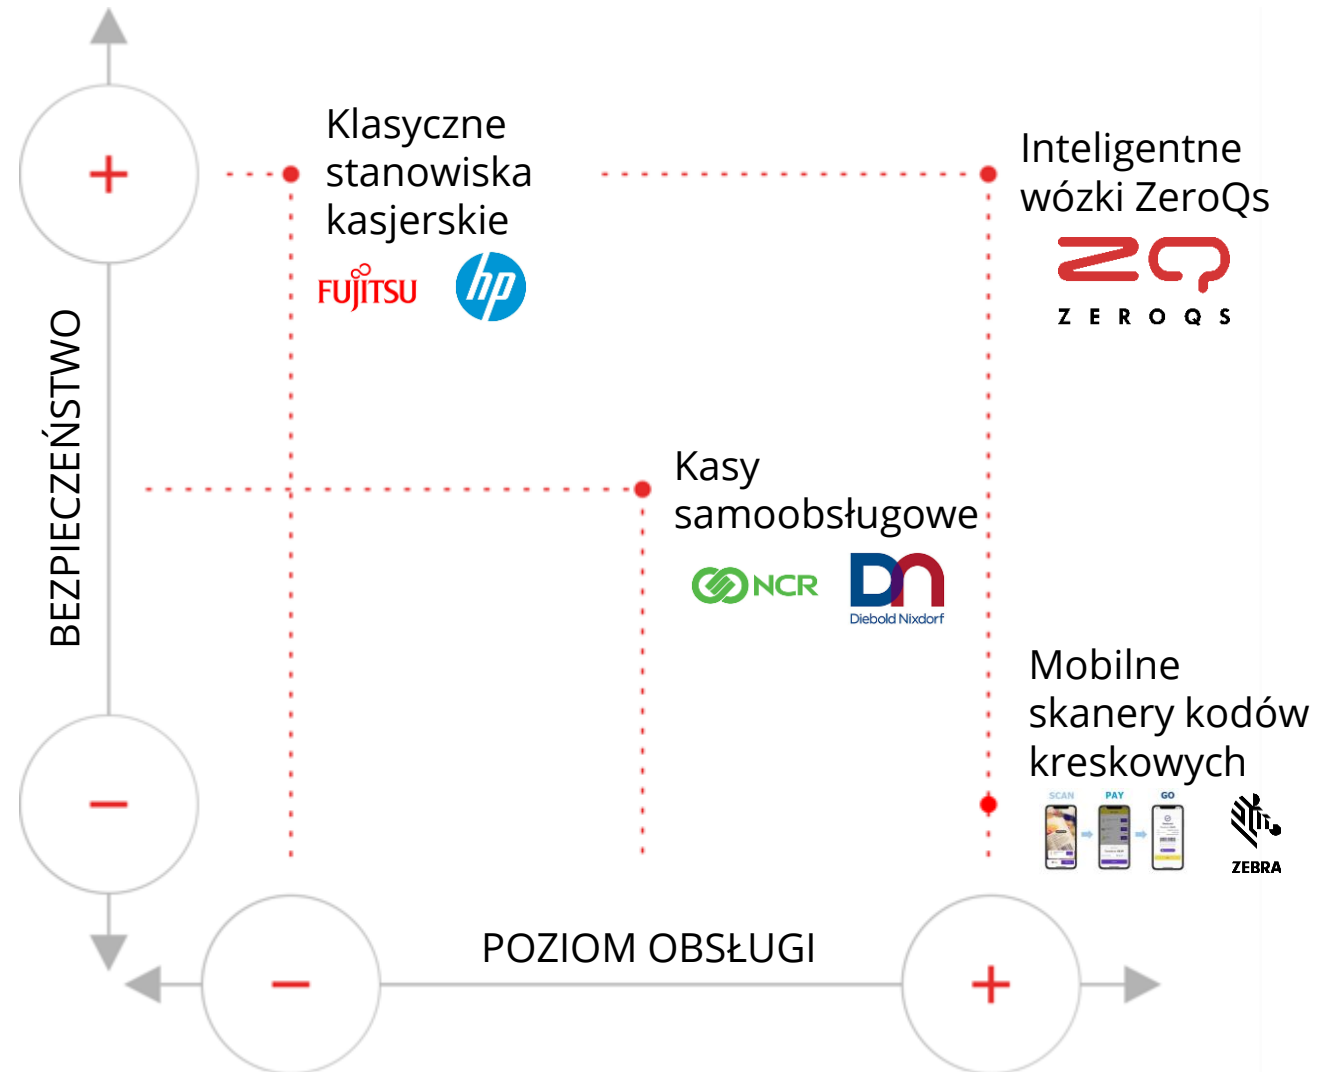 Klasyczne
stanowiska
kasjerskie
FUJITSU
hp
Inteligentne
wózki ZeroQs
ZEROQS
BEZPIECZEŃSTWO
Kasy
samoobsługowe
NCR
DN
Diebold Nixdorf
Mobilne
skanery kodów
kreskowych
SCAN PAY GO
ZEBRA
POZIOM OBSŁUGI
+
−
−
+